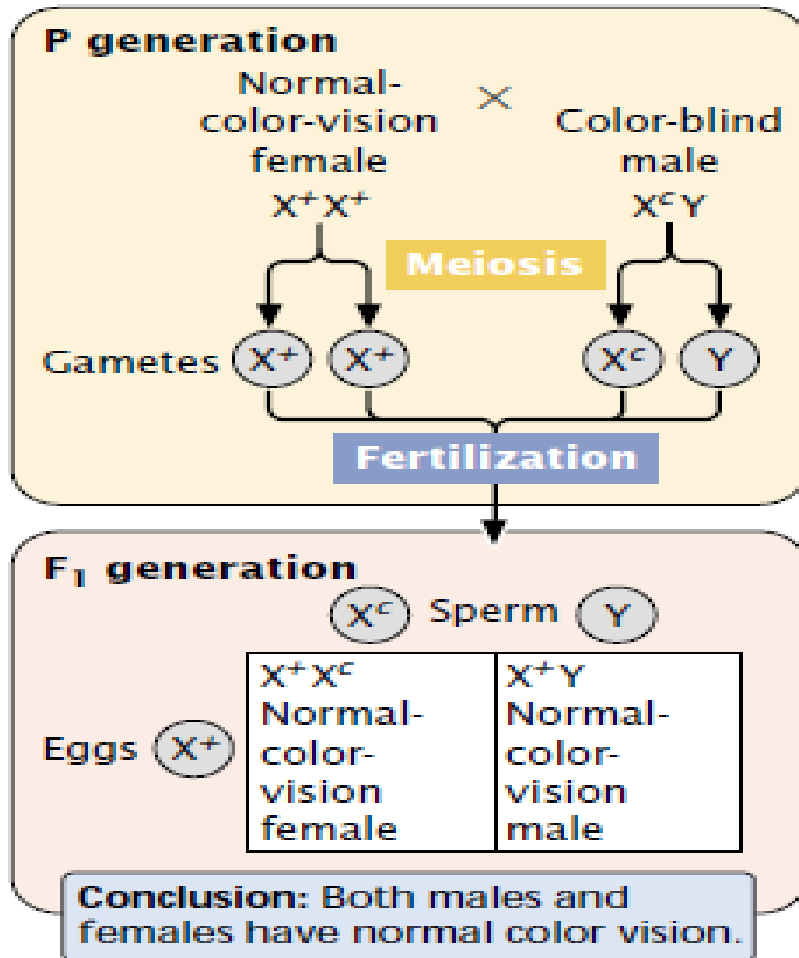 P generation
Normal-
color-vision
female
×
Color-blind
male
X⁺X⁺
XᶜY
Meiosis
Gametes X⁺ X⁺ Xᶜ Y
Fertilization
F₁ generation
Xᶜ Sperm Y
Eggs X⁺
X⁺Xᶜ
Normal-
color-
vision
female
X⁺Y
Normal-
color-
vision
male
Conclusion: Both males and
females have normal color vision.